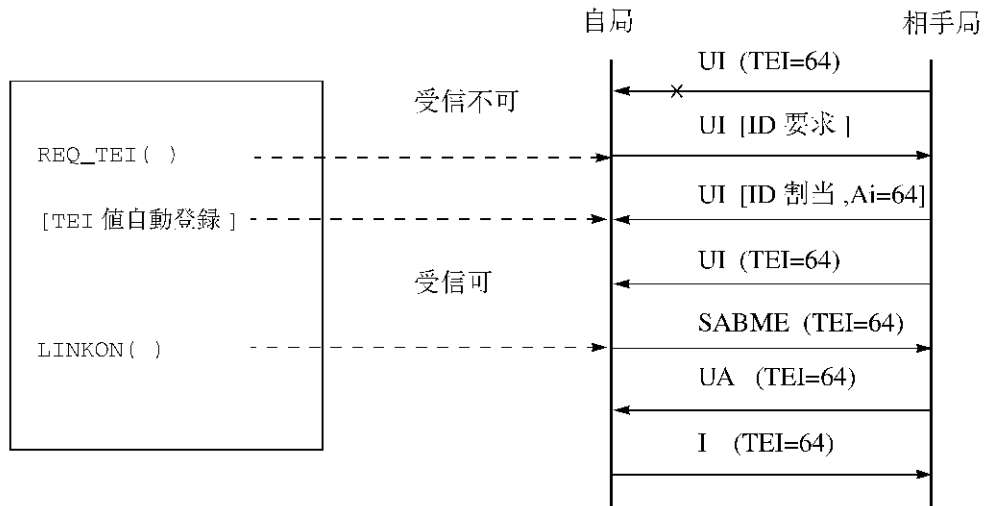 自局
相手局
UI (TEI=64)
受信不可
UI [ID 要求 ]
REQ_TEI( )
UI [ID 割当 ,Ai=64]
[TEI 値自動登録 ]
UI (TEI=64)
受信可
SABME (TEI=64)
LINKON( )
UA (TEI=64)
I (TEI=64)